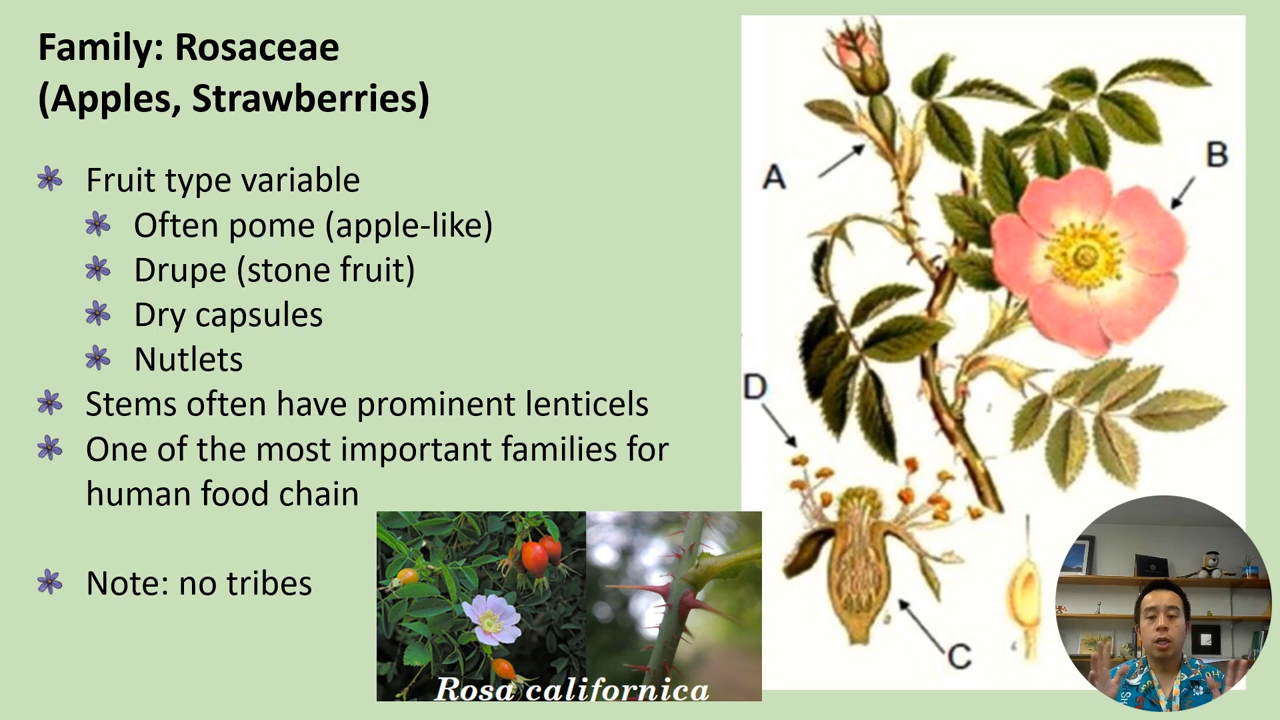 Family: Rosaceae
(Apples, Strawberries)
Fruit type variable
Often pome (apple-like)
Drupe (stone fruit)
Dry capsules
Nutlets
Stems often have prominent lenticels
One of the most important families for
human food chain
Note: no tribes
Rosa californica
A
B
D
C